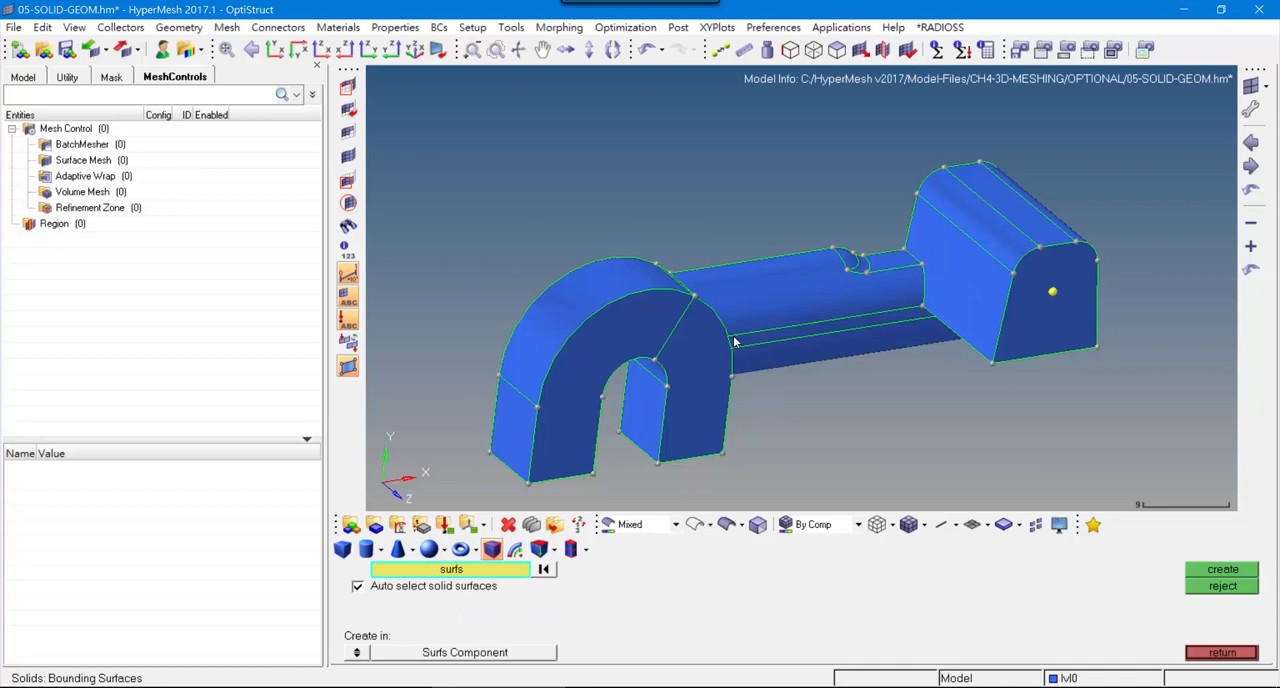 05-SOLID-GEOM.hm* - HyperMesh 2017.1 - OptiStruct
File Edit View Collectors Geometry Mesh Connectors Materials Properties BCs Setup Tools Morphing Optimization Post XYPlots Preferences Applications Help *RADIOSS
Model Utility Mask MeshControls
Model Info: C:/HyperMesh v2017/Model-Files/CH4-3D-MESHING/OPTIONAL/05-SOLID-GEOM.hm*
Entities Config ID Enabled
Mesh Control (0)
BatchMesher (0)
Surface Mesh (0)
Adaptive Wrap (0)
Volume Mesh (0)
Refinement Zone (0)
Region (0)
123
ABC
ABC
Name Value
Y
X
Z
9
Mixed
By Comp
surfs
Auto select solid surfaces
create
reject
Create in:
Surfs Component
return
Solids: Bounding Surfaces
Model
lvl0